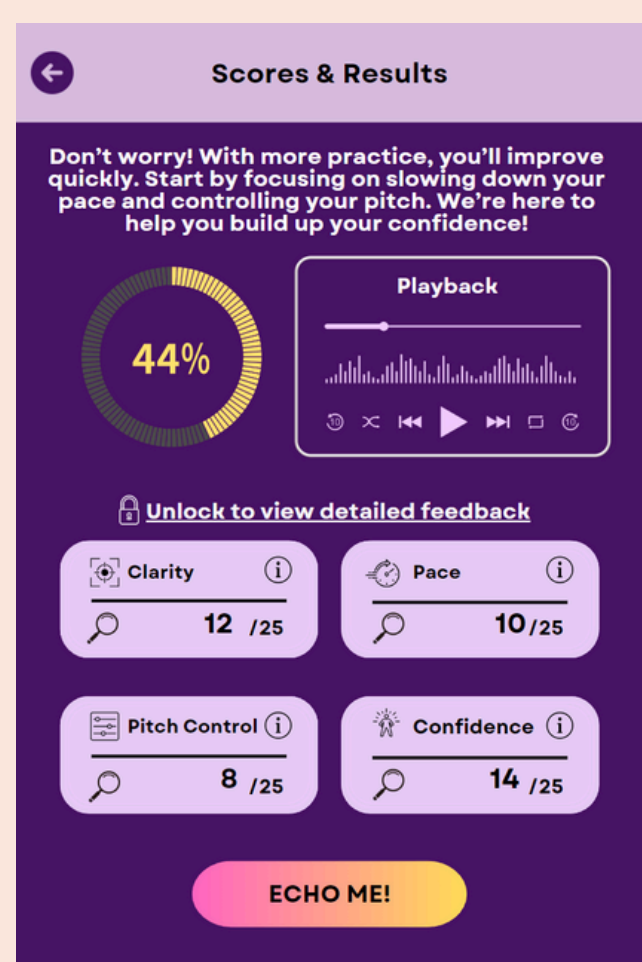 Scores & Results
Don’t worry! With more practice, you’ll improve
quickly. Start by focusing on slowing down your
pace and controlling your pitch. We’re here to
help you build up your confidence!
44%
Playback
10
10
Unlock to view detailed feedback
Clarity i
12 /25
Pace i
10/25
Pitch Control i
8 /25
Confidence i
14 /25
ECHO ME!